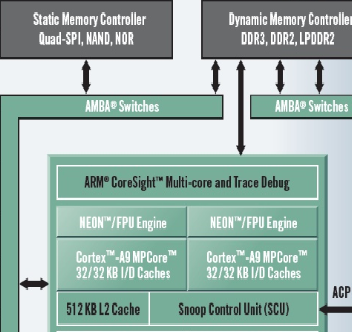 Static Memory Controller
Quad-SPI, NAND, NOR
Dynamic Memory Controller
DDR3, DDR2, LPDDR2
AMBA® Switches
AMBA® Switches
ARM® CoreSight™ Multi-core and Trace Debug
NEON™/FPU Engine
NEON™/FPU Engine
Cortex™-A9 MPCore™
32/32 KB I/D Caches
Cortex™-A9 MPCore™
32/32 KB I/D Caches
512 KB L2 Cache
Snoop Control Unit (SCU)
ACP